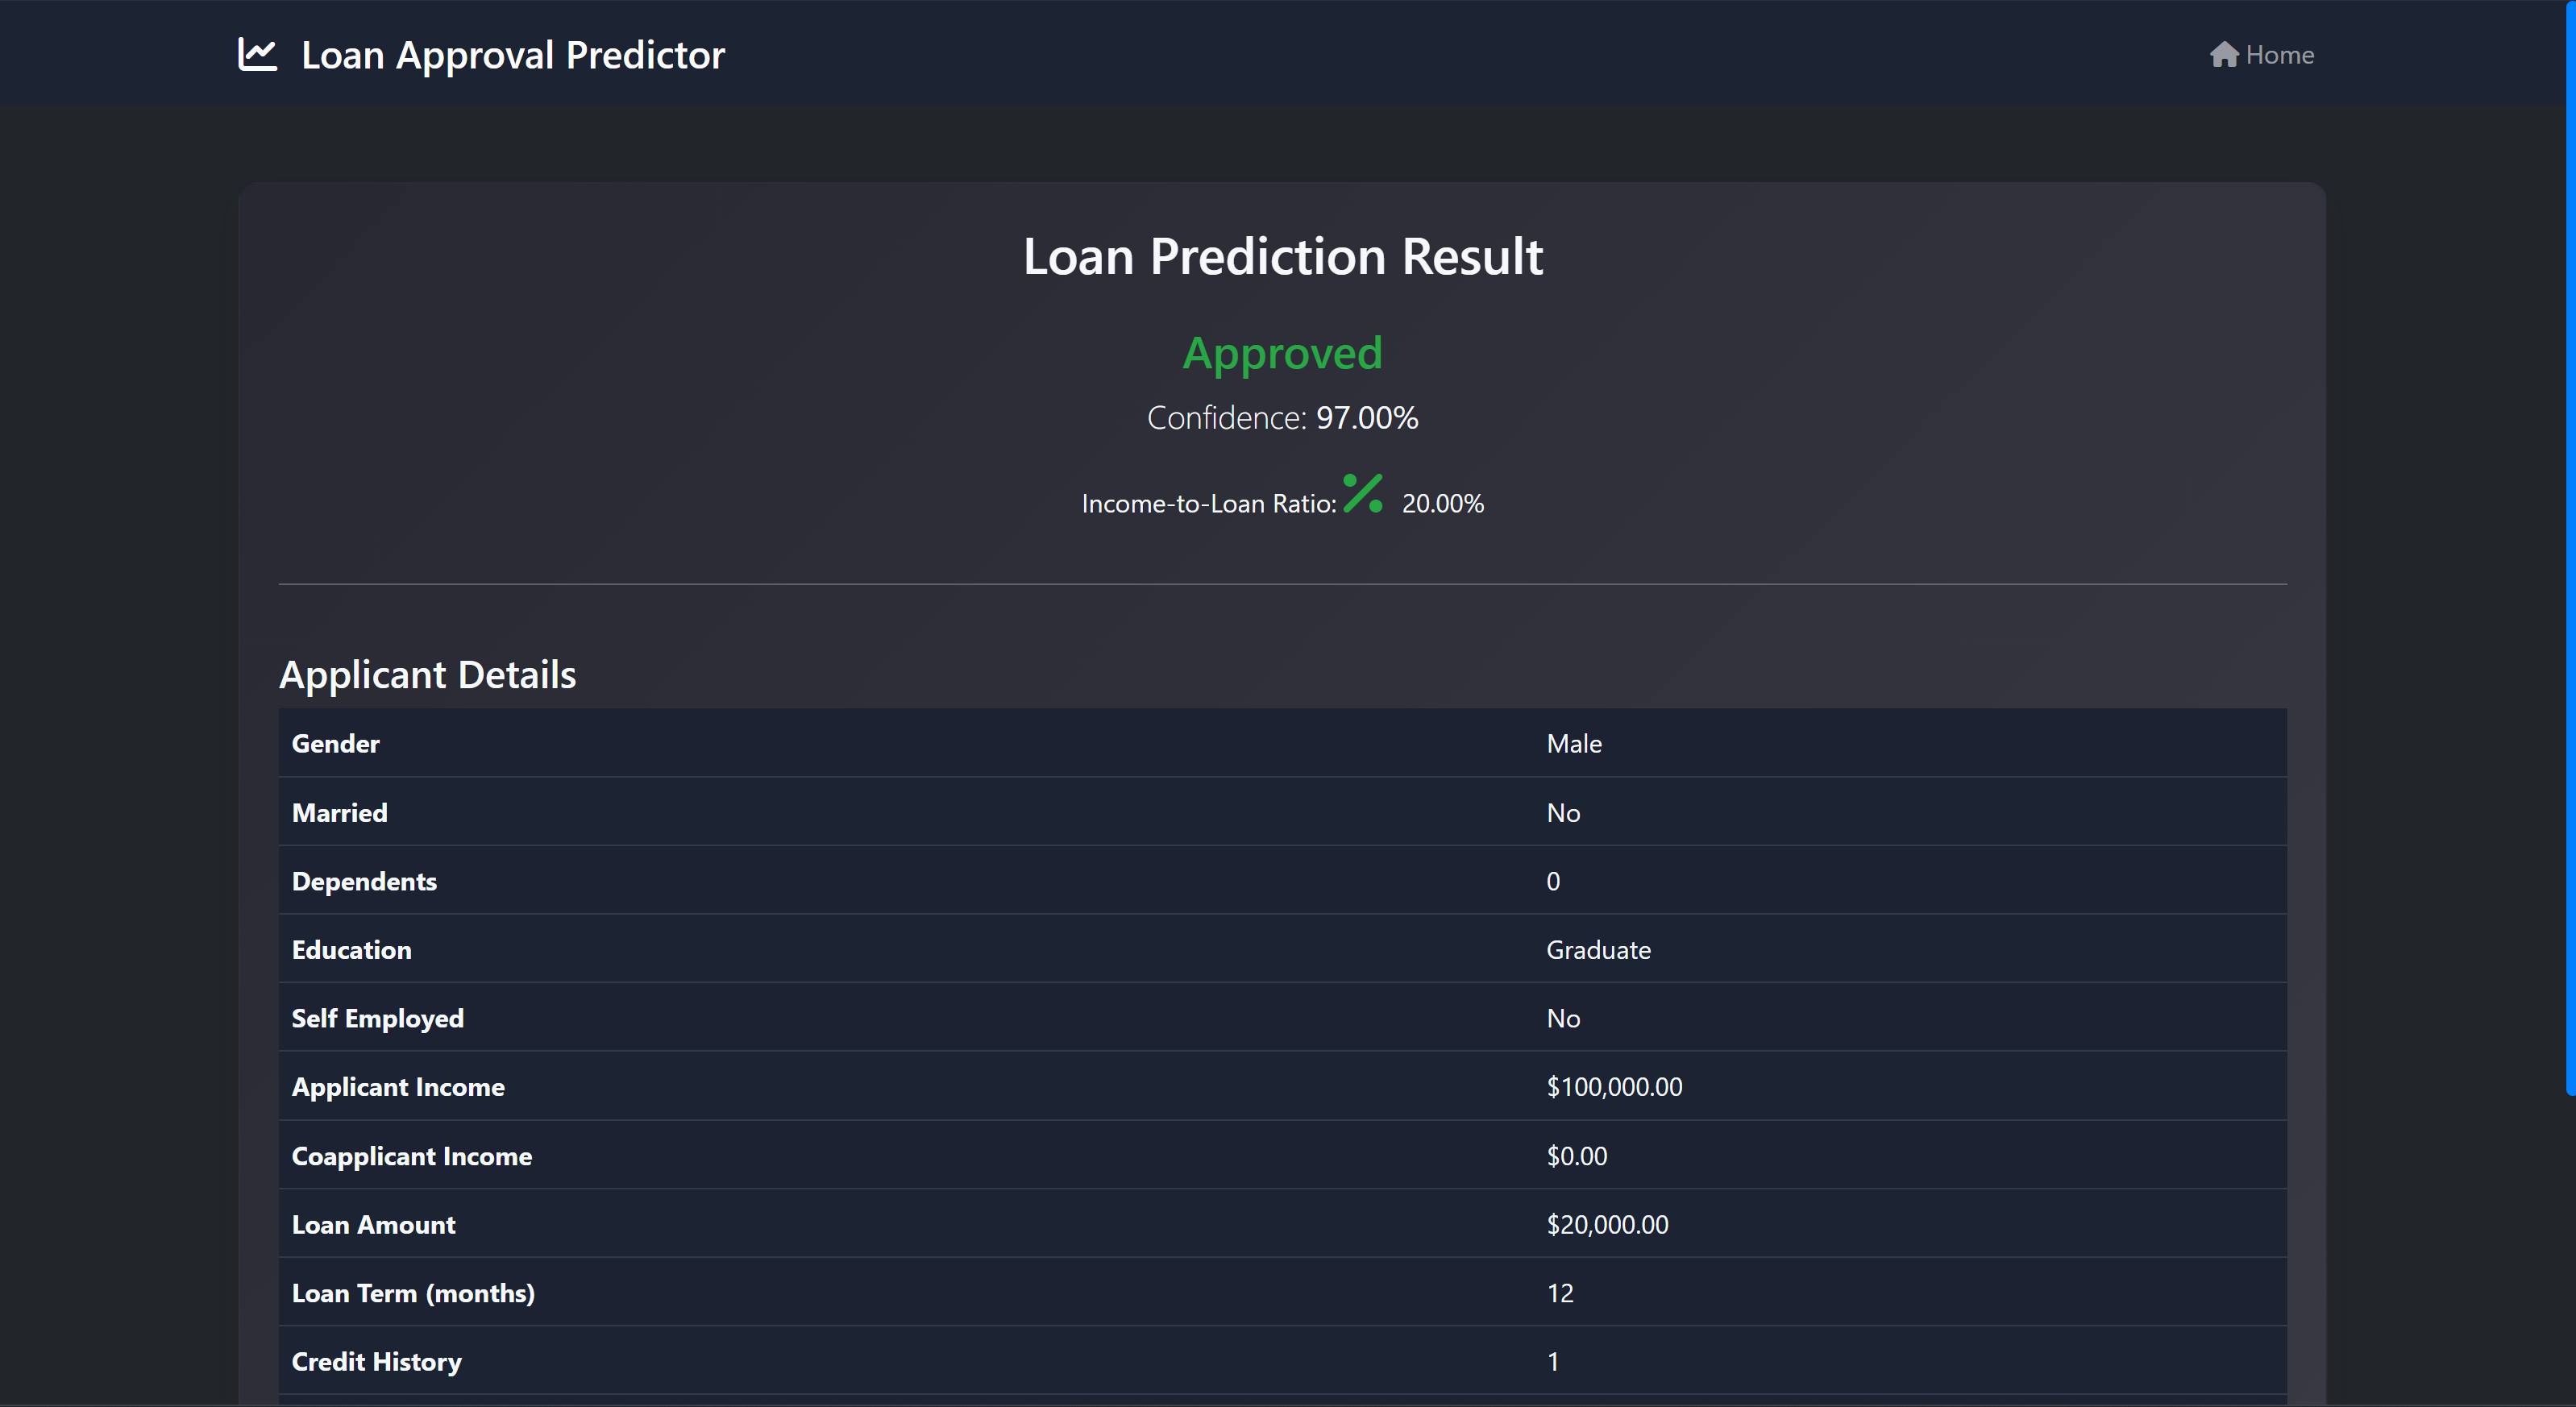 Loan Approval Predictor
Home
Loan Prediction Result
Approved
Confidence: 97.00%
Income-to-Loan Ratio: % 20.00%
Applicant Details
Gender Male
Married No
Dependents 0
Education Graduate
Self Employed No
Applicant Income $100,000.00
Coapplicant Income $0.00
Loan Amount $20,000.00
Loan Term (months) 12
Credit History 1